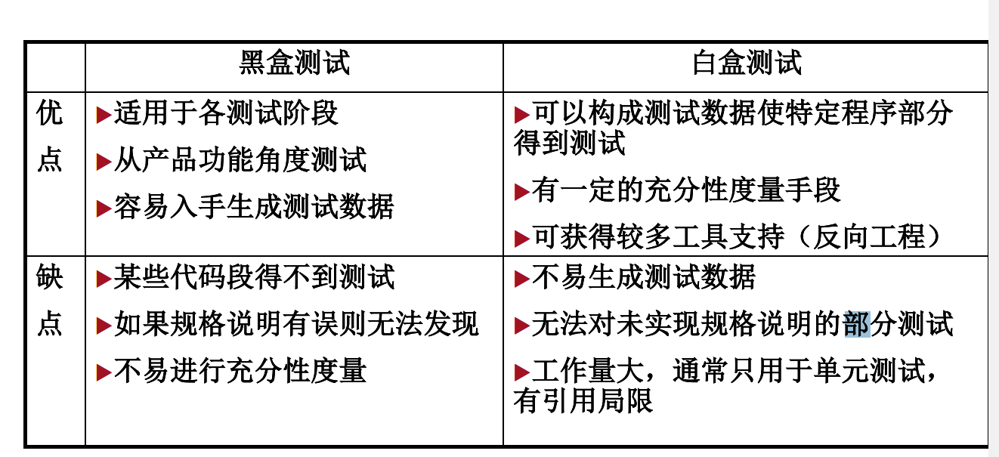 黑盒测试
白盒测试
优
点
▶适用于各测试阶段
▶从产品功能角度测试
▶容易入手生成测试数据
▶可以构成测试数据使特定程序部分
得到测试
▶有一定的充分性度量手段
▶可获得较多工具支持（反向工程）
缺
点
▶某些代码段得不到测试
▶如果规格说明有误则无法发现
▶不易进行充分性度量
▶不易生成测试数据
▶无法对未实现规格说明的部分测试
▶工作量大，通常只用于单元测试，
有引用局限